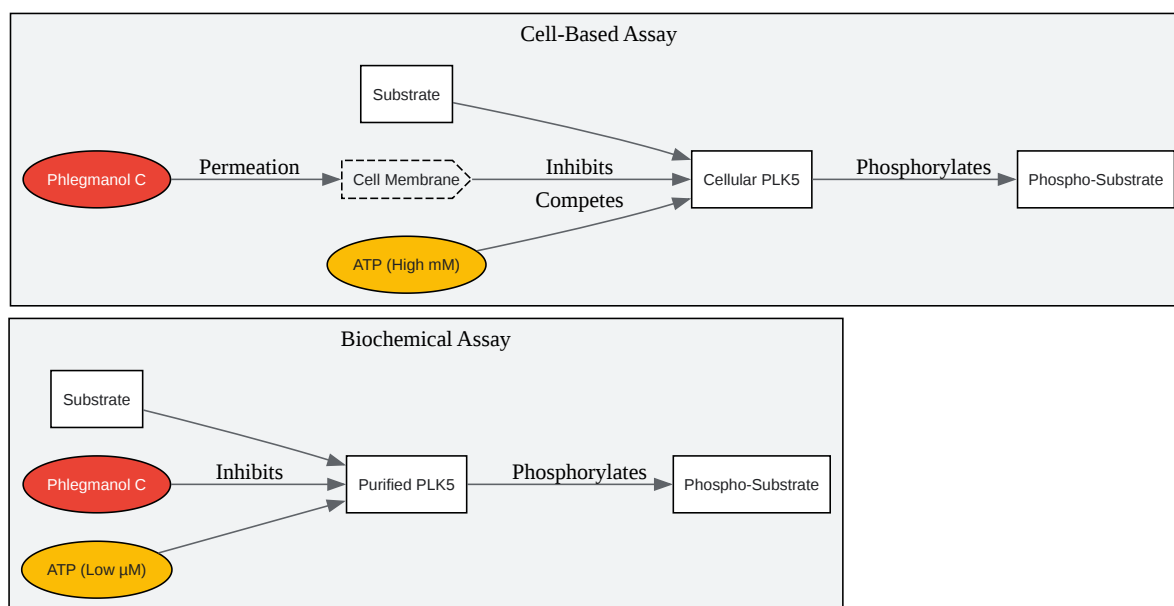 Cell-Based Assay
Substrate
Phlegmanol C
Permeation
Cell Membrane
Inhibits
Competes
Cellular PLK5
Phosphorylates
Phospho-Substrate
ATP (High mM)
Biochemical Assay
Substrate
Phlegmanol C
Inhibits
Purified PLK5
Phosphorylates
Phospho-Substrate
ATP (Low µM)